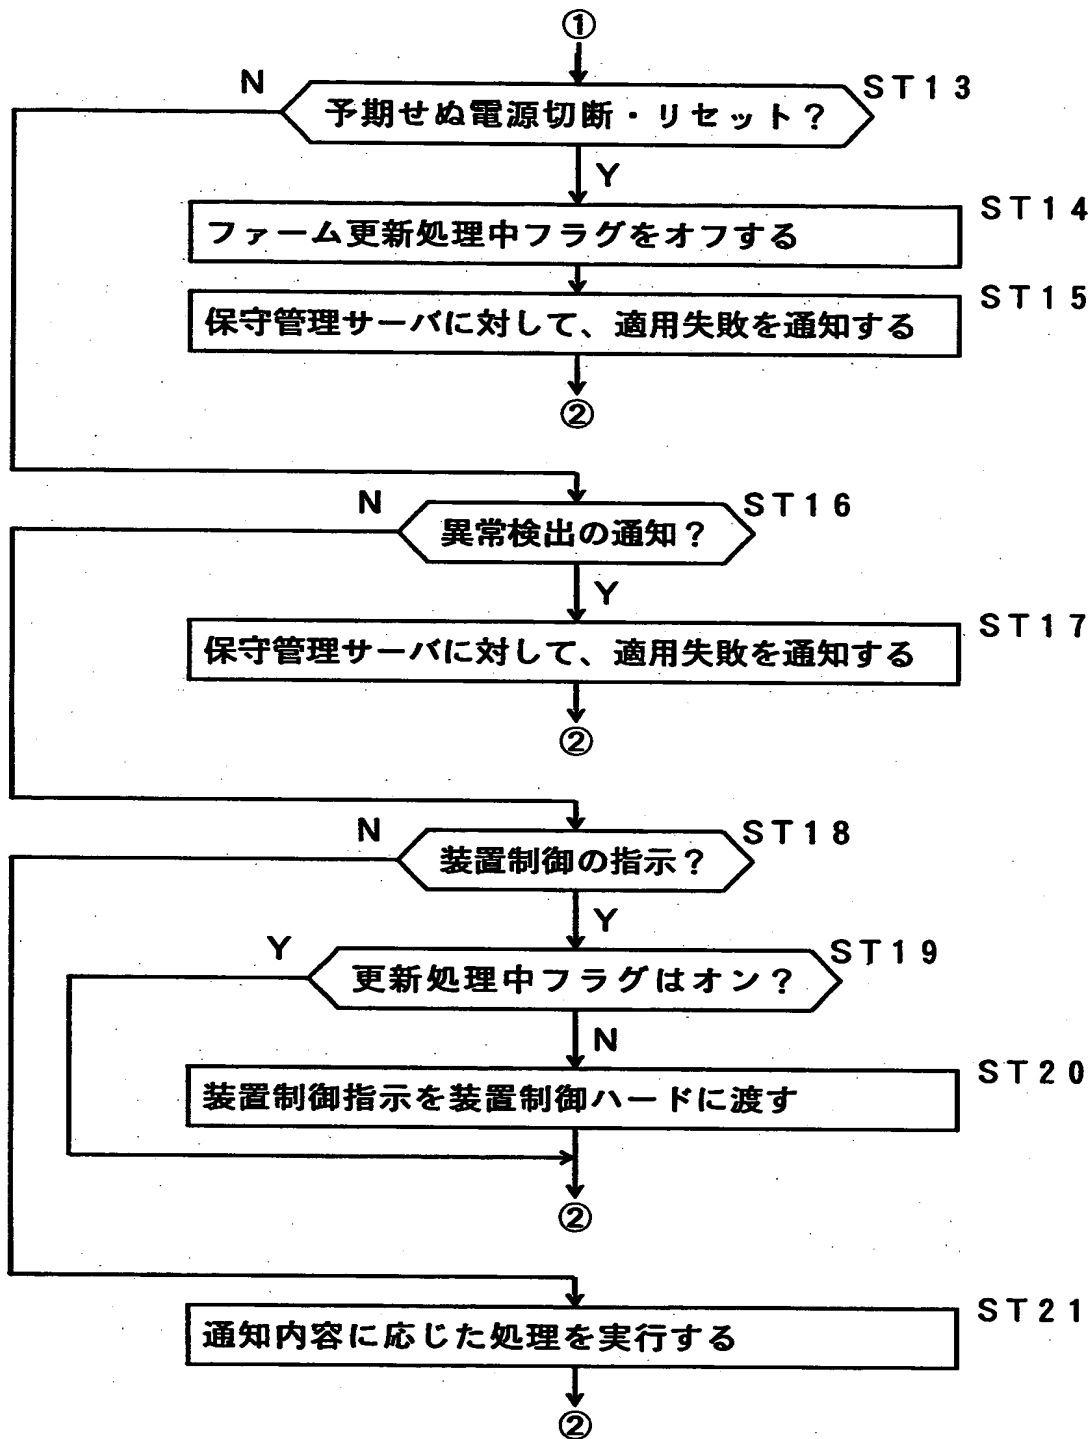 ①
N
ST13
予期せぬ電源切断・リセット?
Y
ST14
ファーム更新処理中フラグをオフする
ST15
保守管理サーバに対して、適用失敗を通知する
②
N
ST16
異常検出の通知?
Y
ST17
保守管理サーバに対して、適用失敗を通知する
②
N
ST18
装置制御の指示?
Y
Y
ST19
更新処理中フラグはオン?
N
ST20
装置制御指示を装置制御ハードに渡す
②
ST21
通知内容に応じた処理を実行する
②